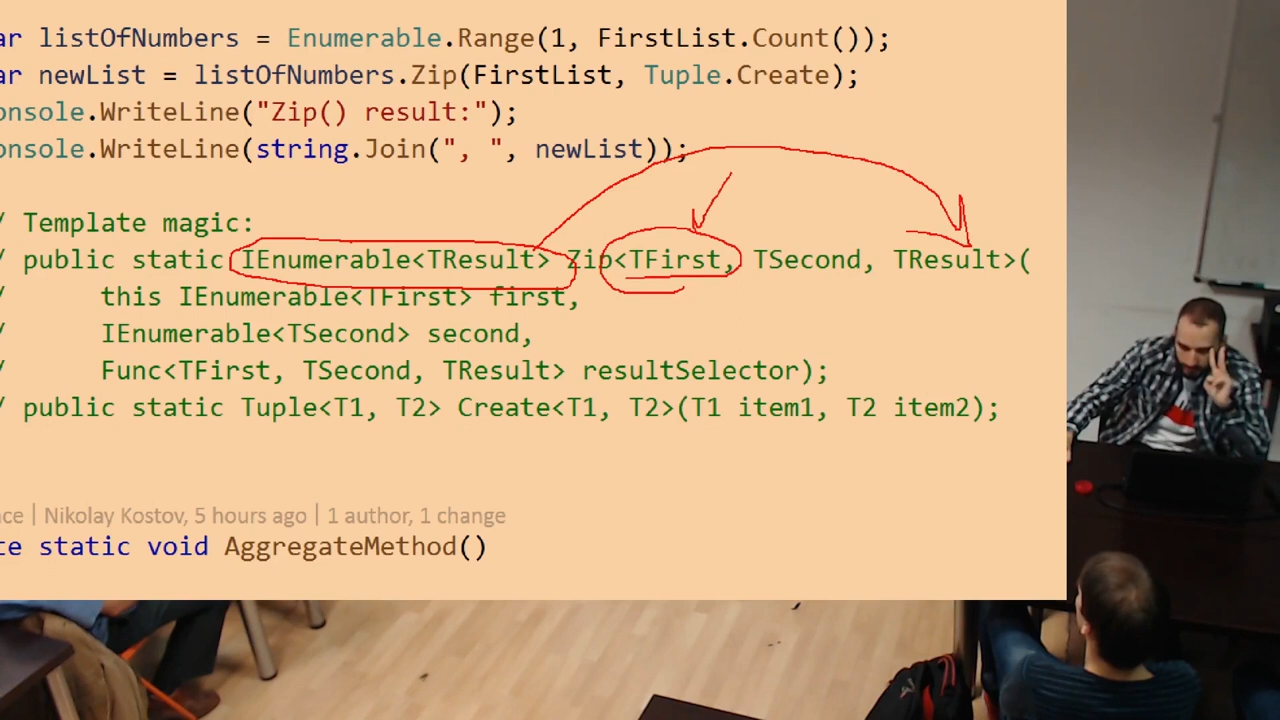 ar listOfNumbers = Enumerable.Range(1, FirstList.Count());
ar newList = listOfNumbers.Zip(FirstList, Tuple.Create);
onsole.WriteLine("Zip() result:");
onsole.WriteLine(string.Join(", ", newList));
/ Template magic:
/ public static IEnumerable<TResult> Zip<TFirst, TSecond, TResult>(
/ this IEnumerable<TFirst> first,
/ IEnumerable<TSecond> second,
/ Func<TFirst, TSecond, TResult> resultSelector);
/ public static Tuple<T1, T2> Create<T1, T2>(T1 item1, T2 item2);
nce | Nikolay Kostov, 5 hours ago | 1 author, 1 change
te static void AggregateMethod()